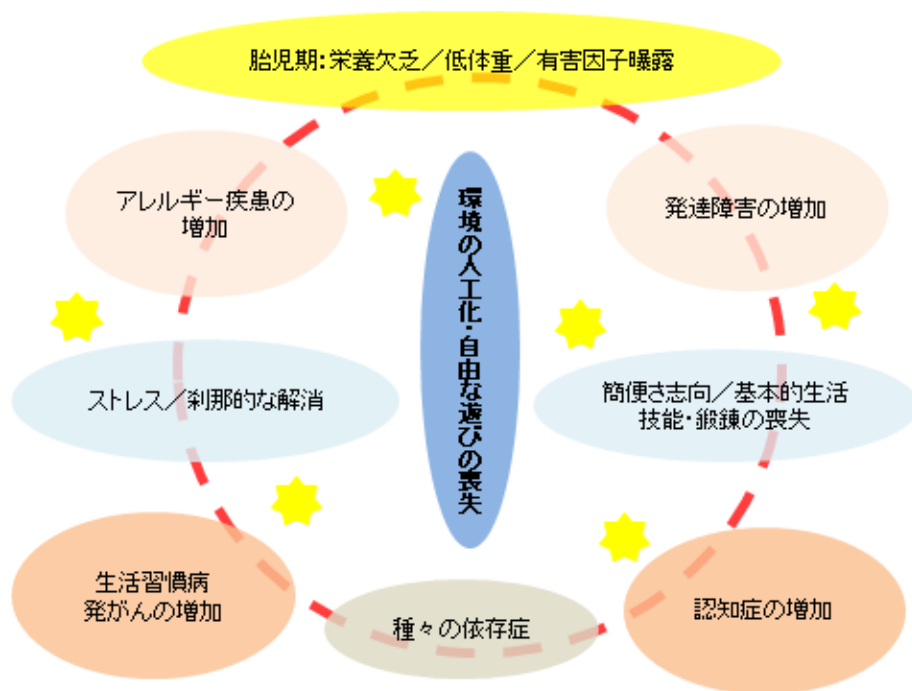 胎児期:栄養欠乏／低体重／有害因子曝露
アレルギー疾患の
増加
環境の人工化・自由な遊びの喪失
発達障害の増加
ストレス／刹那的な解消
簡便さ志向／基本的生活
技能・鍛錬の喪失
生活習慣病
発がんの増加
種々の依存症
認知症の増加